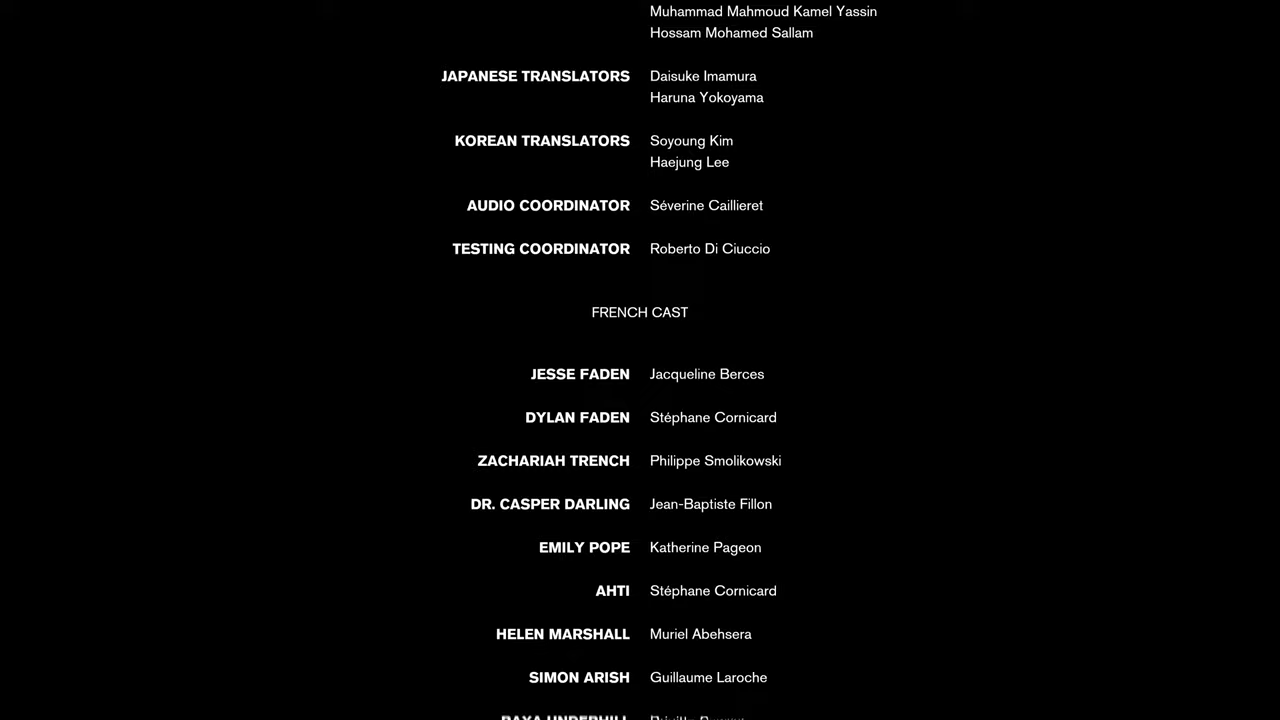 Muhammad Mahmoud Kamel Yassin
Hossam Mohamed Sallam
JAPANESE TRANSLATORS Daisuke Imamura
Haruna Yokoyama
KOREAN TRANSLATORS Soyoung Kim
Haejung Lee
AUDIO COORDINATOR Séverine Caillieret
TESTING COORDINATOR Roberto Di Ciuccio
FRENCH CAST
JESSE FADEN Jacqueline Berces
DYLAN FADEN Stéphane Cornicard
ZACHARIAH TRENCH Philippe Smolikowski
DR. CASPER DARLING Jean-Baptiste Fillon
EMILY POPE Katherine Pageon
AHTI Stéphane Cornicard
HELEN MARSHALL Muriel Abehsera
SIMON ARISH Guillaume Laroche